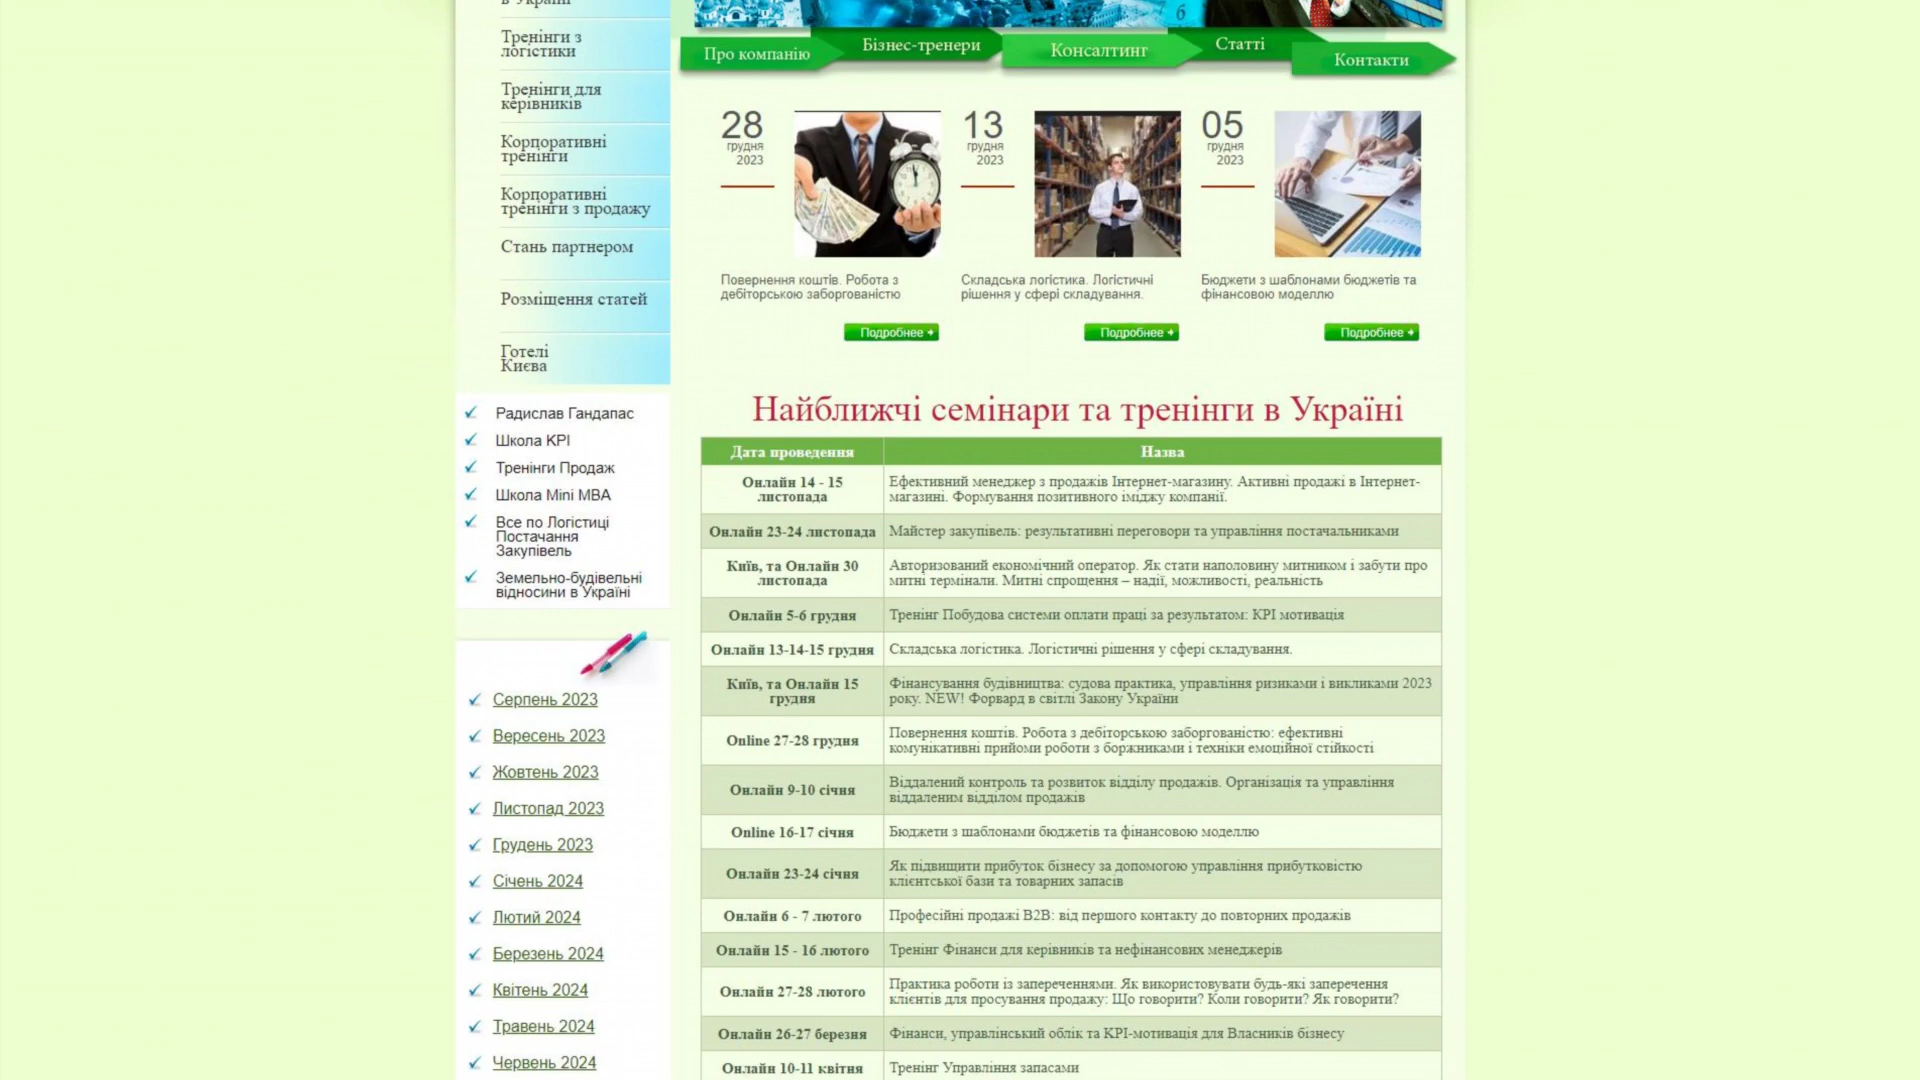 в Україні
Тренінги з
логістики
Тренінги для
керівників
Корпоративні
тренінги
Корпоративні
тренінги з продажу
Стань партнером
Розміщення статей
Готелі
Києва
Радислав Гандапас
Школа KPI
Тренінги Продаж
Школа Mini MBA
Все по Логістиці
Постачання
Закупівель
Земельно-будівельні
відносини в Україні
Серпень 2023
Вересень 2023
Жовтень 2023
Листопад 2023
Грудень 2023
Січень 2024
Лютий 2024
Березень 2024
Квітень 2024
Травень 2024
Червень 2024
6
Про компанію
Бізнес-тренери
Консалтинг
Статті
Контакти
28
грудня
2023
Повернення коштів. Робота з
дебіторською заборгованістю
Подробнее
13
грудня
2023
Складська логістика. Логістичні
рішення у сфері складування.
Подробнее
05
грудня
2023
Бюджети з шаблонами бюджетів та
фінансовою моделлю
Подробнее
Найближчі семінари та тренінги в Україні
Дата проведення Назва
Онлайн 14 - 15
листопада
Ефективний менеджер з продажів Інтернет-магазину. Активні продажі в Інтернет-
магазині. Формування позитивного іміджу компанії.
Онлайн 23-24 листопада Майстер закупівель: результативні переговори та управління постачальниками
Київ, та Онлайн 30
листопада
Авторизований економічний оператор. Як стати наполовину митником і забути про
митні термінали. Митні спрощення – надії, можливості, реальність
Онлайн 5-6 грудня Тренінг Побудова системи оплати праці за результатом: KPI мотивація
Онлайн 13-14-15 грудня Складська логістика. Логістичні рішення у сфері складування.
Київ, та Онлайн 15
грудня
Фінансування будівництва: судова практика, управління ризиками і викликами 2023
року. NEW! Форвард в світлі Закону України
Online 27-28 грудня
Повернення коштів. Робота з дебіторською заборгованістю: ефективні
комунікативні прийоми роботи з боржниками і техніки емоційної стійкості
Онлайн 9-10 січня
Віддалений контроль та розвиток відділу продажів. Організація та управління
віддаленим відділом продажів
Online 16-17 січня Бюджети з шаблонами бюджетів та фінансовою моделлю
Онлайн 23-24 січня
Як підвищити прибуток бізнесу за допомогою управління прибутковістю
клієнтської бази та товарних запасів
Онлайн 6 - 7 лютого Професійні продажі B2B: від першого контакту до повторних продажів
Онлайн 15 - 16 лютого Тренінг Фінанси для керівників та нефінансових менеджерів
Онлайн 27-28 лютого
Практика роботи із запереченнями. Як використовувати будь-які заперечення
клієнтів для просування продажу: Що говорити? Коли говорити? Як говорити?
Онлайн 26-27 березня Фінанси, управлінський облік та KPI-мотивація для Власників бізнесу
Онлайн 10-11 квітня Тренінг Управління запасами